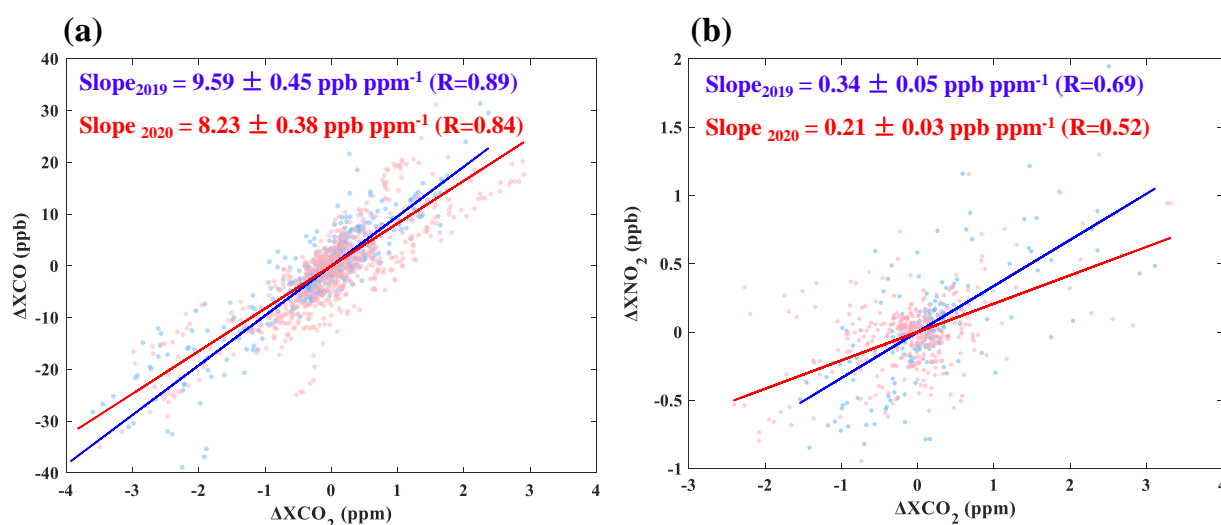 (a)
Slope2019 = 9.59 ± 0.45 ppb ppm-1 (R=0.89)
Slope 2020 = 8.23 ± 0.38 ppb ppm-1 (R=0.84)
40
30
20
10
0
-10
-20
-30
-40
ΔXCO (ppb)
-4 -3 -2 -1 0 1 2 3 4
ΔXCO2 (ppm)
(b)
Slope2019 = 0.34 ± 0.05 ppb ppm-1 (R=0.69)
Slope 2020 = 0.21 ± 0.03 ppb ppm-1 (R=0.52)
2
1.5
1
0.5
0
-0.5
-1
ΔXNO2 (ppb)
-3 -2 -1 0 1 2 3 4
ΔXCO2 (ppm)